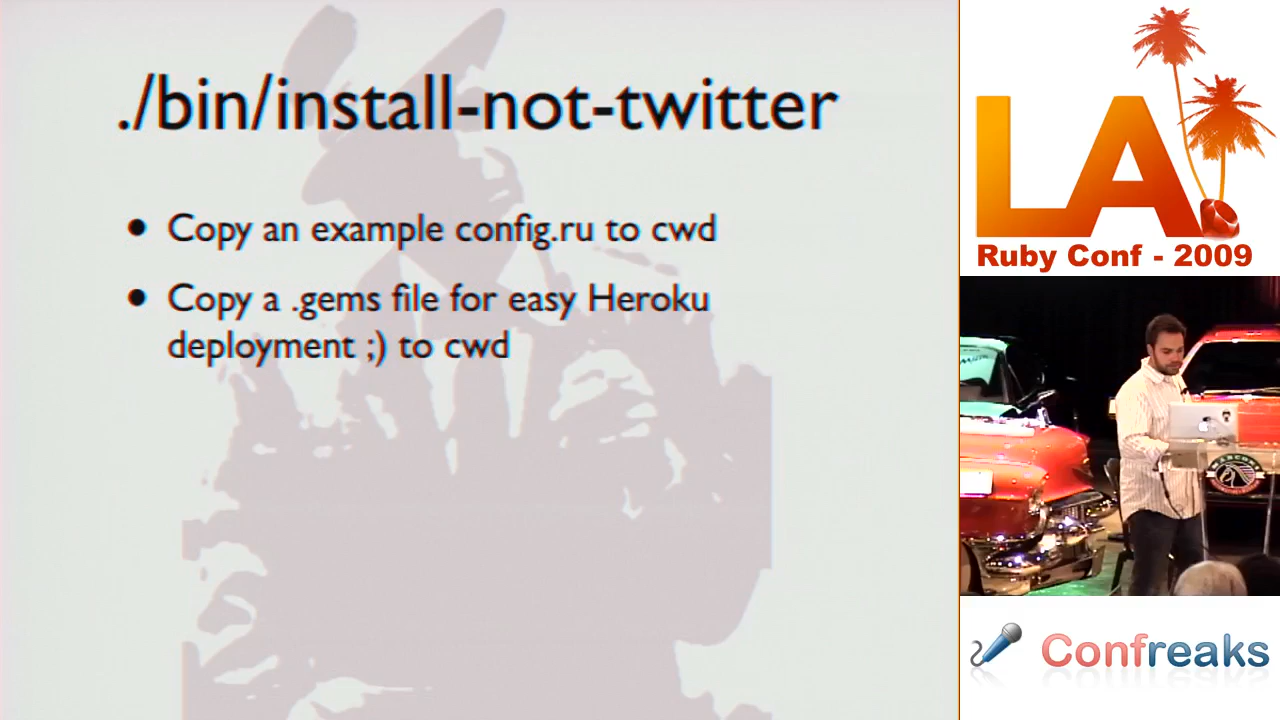 ./bin/install-not-twitter
• Copy an example config.ru to cwd
• Copy a .gems file for easy Heroku
deployment ;) to cwd
LA
Ruby Conf - 2009
Confreaks